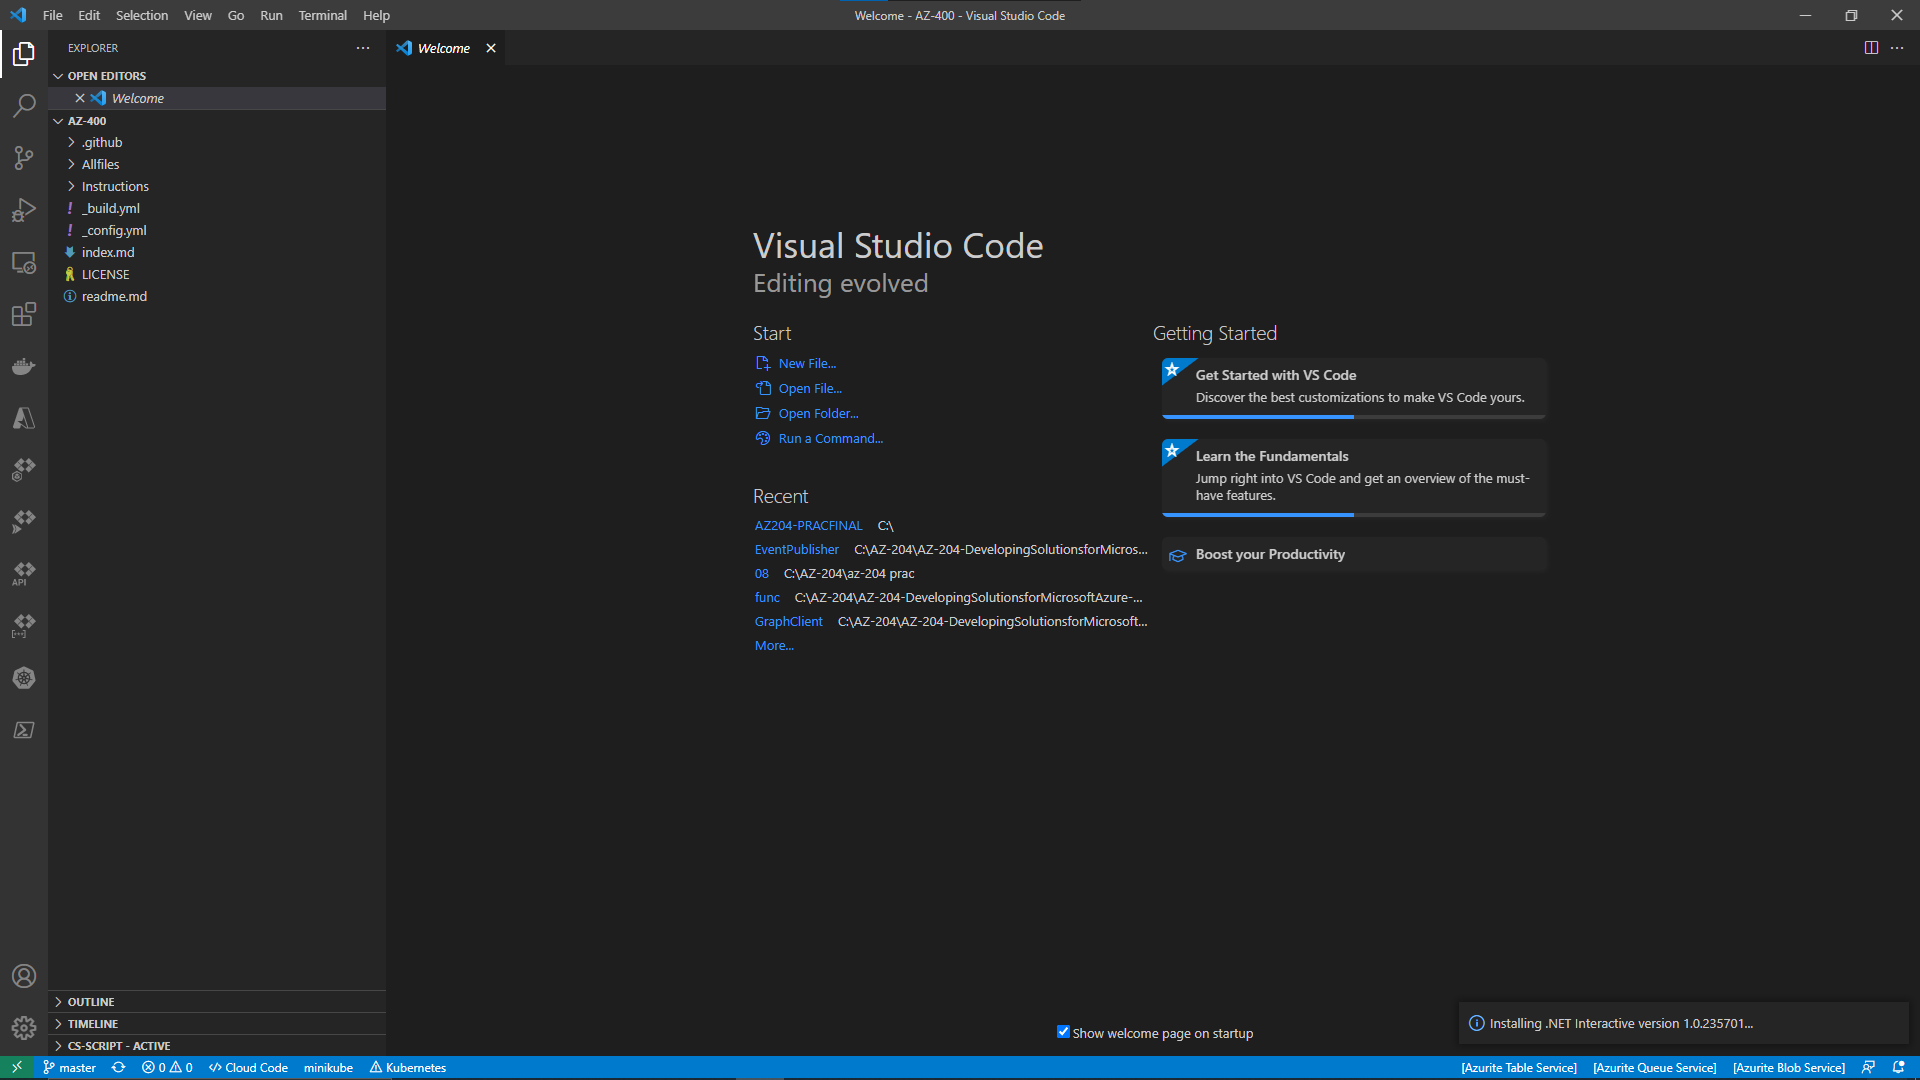 File Edit Selection View Go Run Terminal Help
Welcome - AZ-400 - Visual Studio Code
EXPLORER
OPEN EDITORS
Welcome
AZ-400
.github
Allfiles
Instructions
_build.yml
_config.yml
index.md
LICENSE
readme.md
OUTLINE
TIMELINE
CS-SCRIPT - ACTIVE
Welcome
Visual Studio Code
Editing evolved
Start
New File...
Open File...
Open Folder...
Run a Command...
Recent
AZ204-PRACFINAL C:\
EventPublisher C:\AZ-204\AZ-204-DevelopingSolutionsforMicros...
08 C:\AZ-204\az-204 prac
func C:\AZ-204\AZ-204-DevelopingSolutionsforMicrosoftAzure-...
GraphClient C:\AZ-204\AZ-204-DevelopingSolutionsforMicrosoft...
More...
Getting Started
Get Started with VS Code
Discover the best customizations to make VS Code yours.
Learn the Fundamentals
Jump right into VS Code and get an overview of the must-
have features.
Boost your Productivity
API
Show welcome page on startup
Installing .NET Interactive version 1.0.235701...
master 0 0 Cloud Code minikube Kubernetes
[Azurite Table Service] [Azurite Queue Service] [Azurite Blob Service]